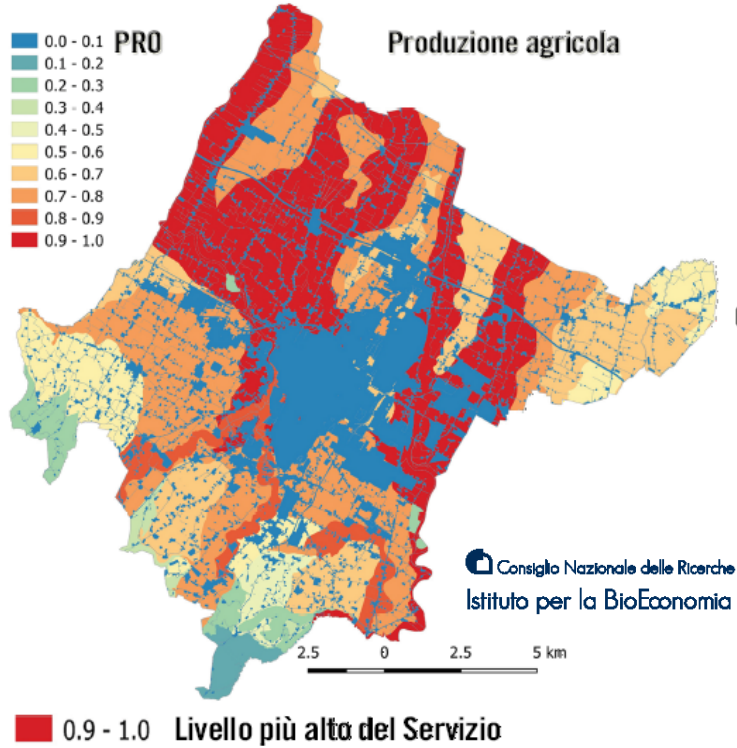 PRO
Produzione agricola
0.0 - 0.1
0.1 - 0.2
0.2 - 0.3
0.3 - 0.4
0.4 - 0.5
0.5 - 0.6
0.6 - 0.7
0.7 - 0.8
0.8 - 0.9
0.9 - 1.0
Consiglio Nazionale delle Ricerche
Istituto per la BioEconomia
2.5 0 2.5 5 km
0.9 - 1.0 Livello più alto del Servizio